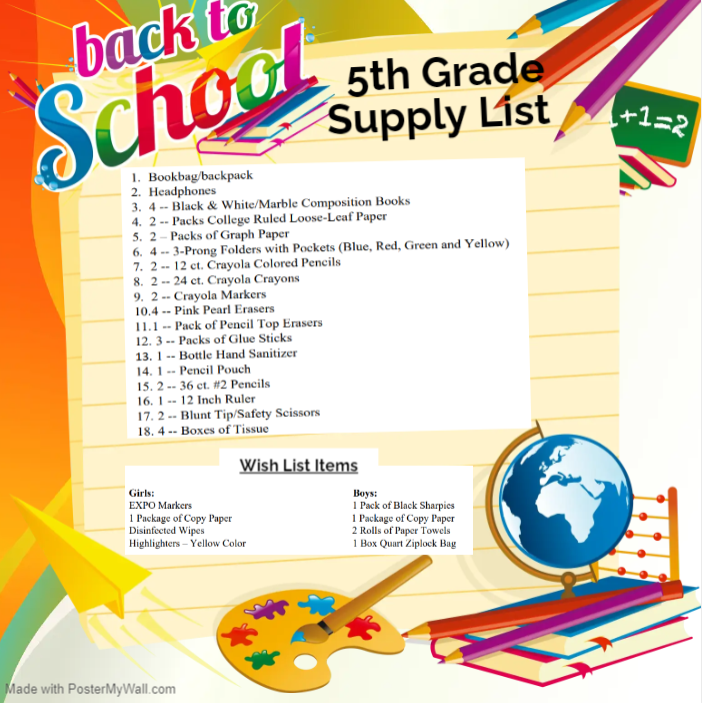 back to
School
5th Grade
Supply List
1+1=2
1. Bookbag/backpack
2. Headphones
3. 4 -- Black & White/Marble Composition Books
4. 2 -- Packs College Ruled Loose-Leaf Paper
5. 2 – Packs of Graph Paper
6. 4 -- 3-Prong Folders with Pockets (Blue, Red, Green and Yellow)
7. 2 -- 12 ct. Crayola Colored Pencils
8. 2 -- 24 ct. Crayola Crayons
9. 2 -- Crayola Markers
10.4 -- Pink Pearl Erasers
11.1 -- Pack of Pencil Top Erasers
12. 3 -- Packs of Glue Sticks
13. 1 -- Bottle Hand Sanitizer
14. 1 -- Pencil Pouch
15. 2 -- 36 ct. #2 Pencils
16. 1 -- 12 Inch Ruler
17. 2 -- Blunt Tip/Safety Scissors
18. 4 -- Boxes of Tissue
Wish List Items
Girls:
EXPO Markers
1 Package of Copy Paper
Disinfected Wipes
Highlighters – Yellow Color
Boys:
1 Pack of Black Sharpies
1 Package of Copy Paper
2 Rolls of Paper Towels
1 Box Quart Ziplock Bag
Made with PosterMyWall.com